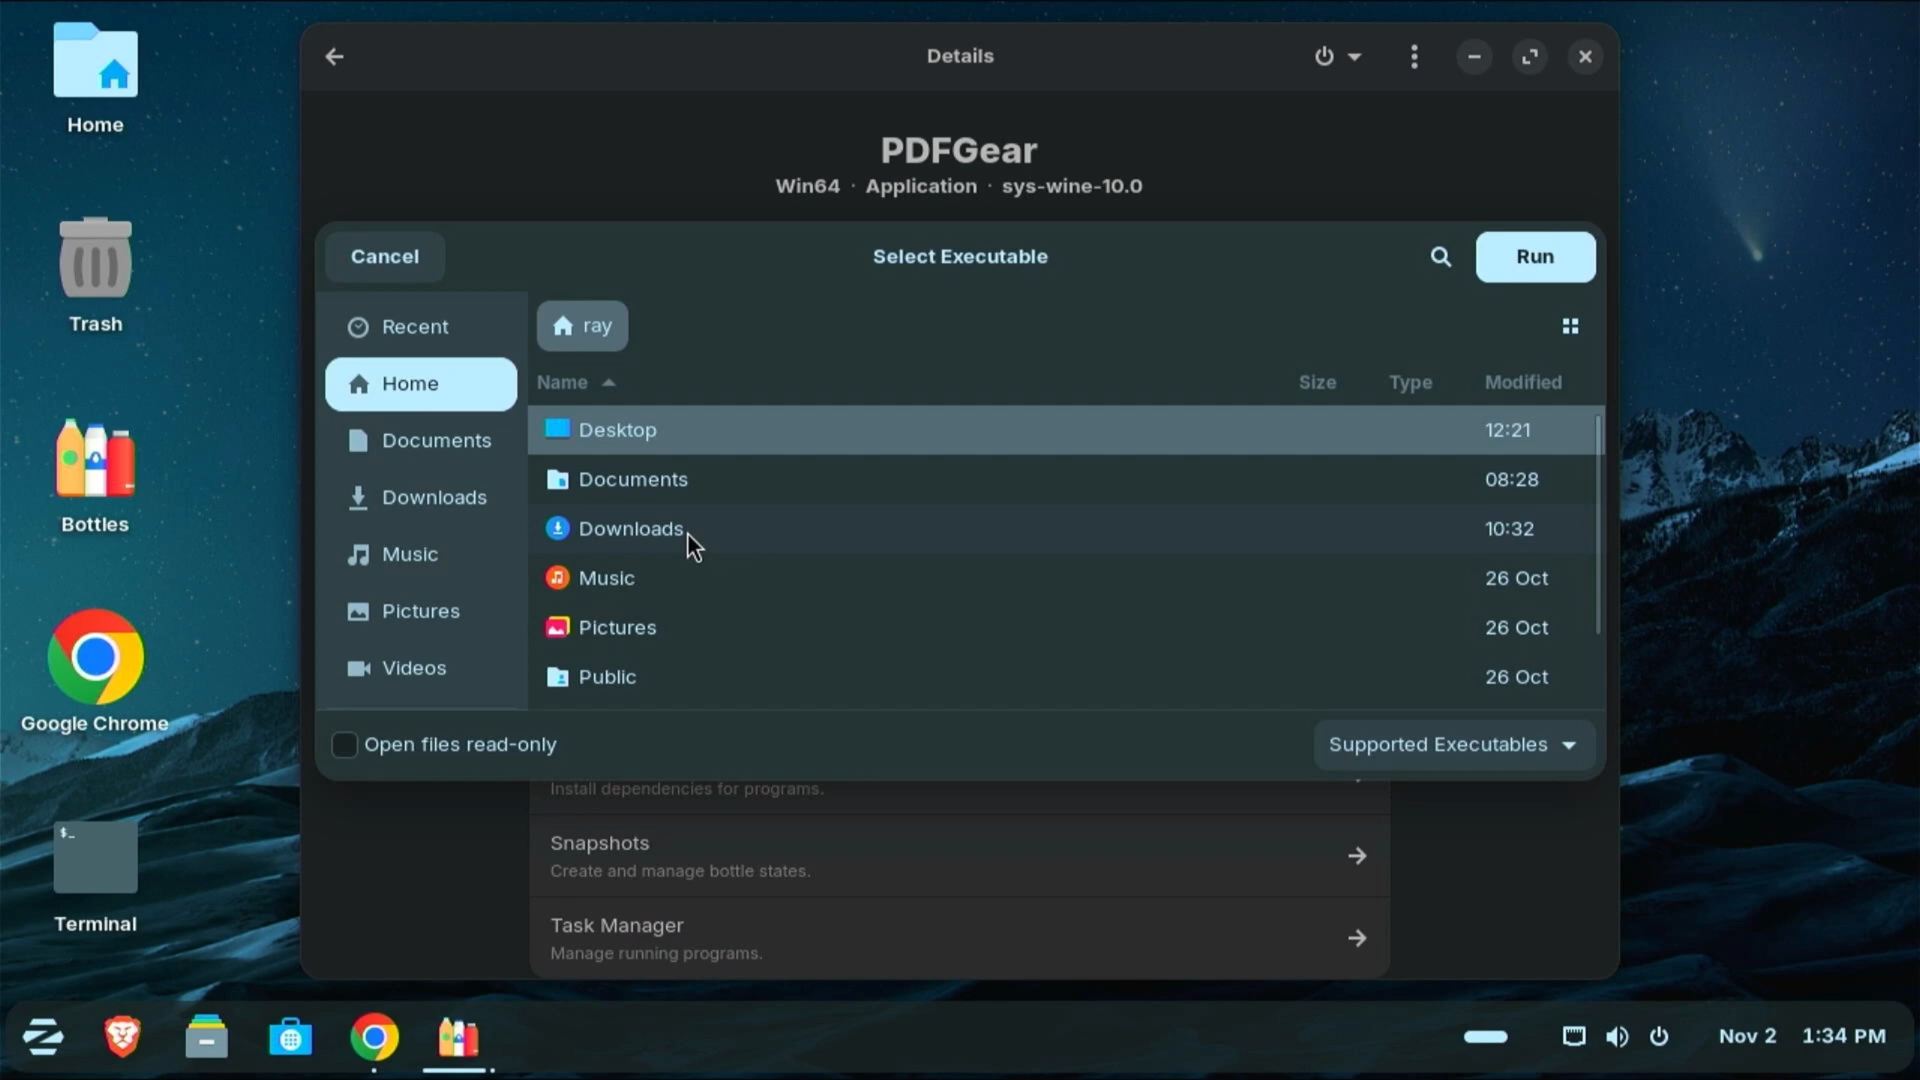 Home
Trash
Bottles
Google Chrome
$_
Terminal
Details
PDFGear
Win64 · Application · sys-wine-10.0
Cancel
Select Executable
Run
Recent
Home
Documents
Downloads
Music
Pictures
Videos
ray
Name
Size
Type
Modified
Desktop
12:21
Documents
08:28
Downloads
10:32
Music
26 Oct
Pictures
26 Oct
Public
26 Oct
Open files read-only
Supported Executables
Install dependencies for programs.
Snapshots
Create and manage bottle states.
Task Manager
Manage running programs.
Nov 2 1:34 PM